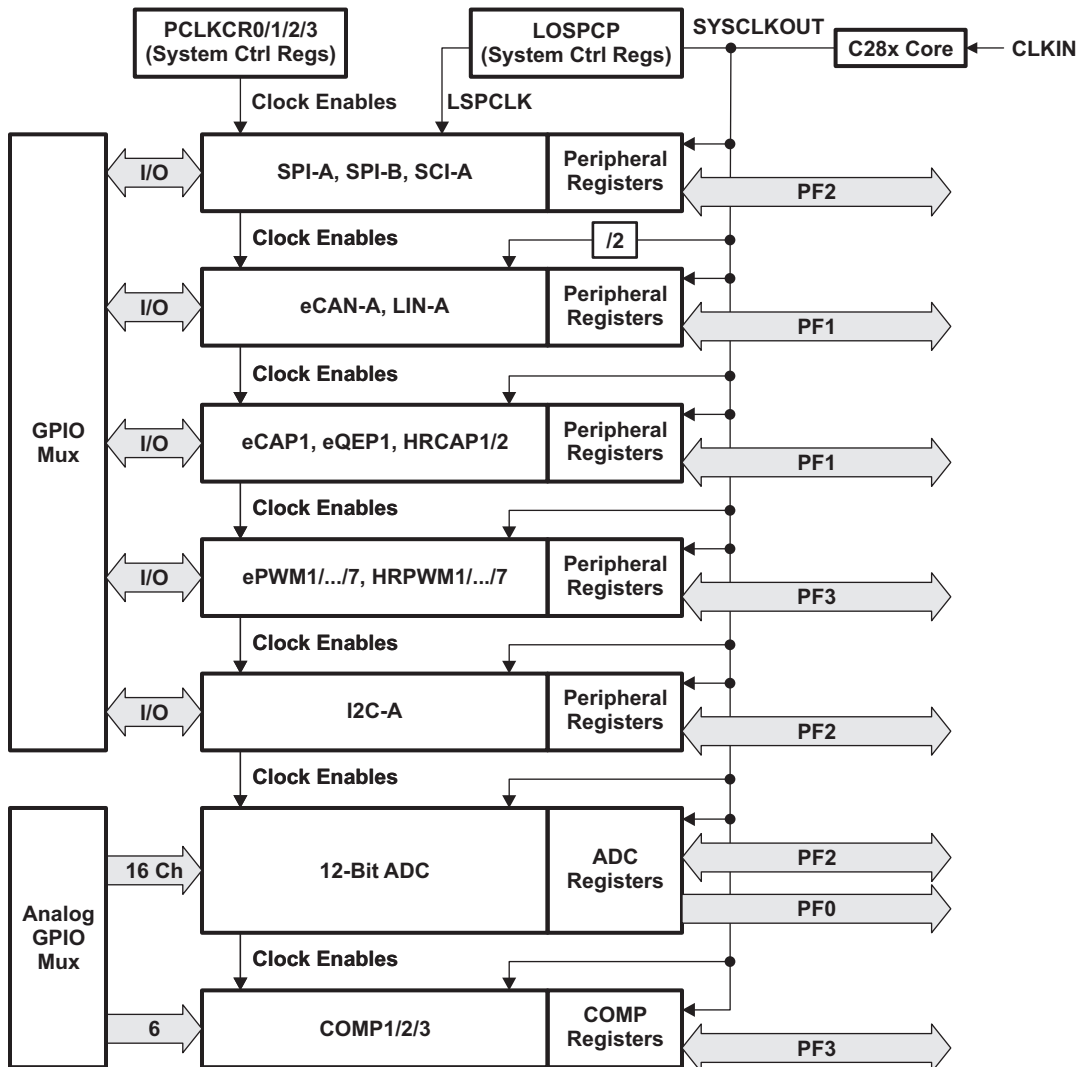 PCLKCR0/1/2/3
(System Ctrl Regs)
LOSPCP
(System Ctrl Regs)
SYSCLKOUT
C28x Core
CLKIN
Clock Enables
LSPCLK
I/O
SPI-A, SPI-B, SCI-A
Peripheral
Registers
PF2
Clock Enables
/2
I/O
eCAN-A, LIN-A
Peripheral
Registers
PF1
Clock Enables
GPIO
Mux
I/O
eCAP1, eQEP1, HRCAP1/2
Peripheral
Registers
PF1
Clock Enables
I/O
ePWM1/.../7, HRPWM1/.../7
Peripheral
Registers
PF3
Clock Enables
I/O
I2C-A
Peripheral
Registers
PF2
Clock Enables
16 Ch
12-Bit ADC
ADC
Registers
PF2
PF0
Analog
GPIO
Mux
Clock Enables
6
COMP1/2/3
COMP
Registers
PF3